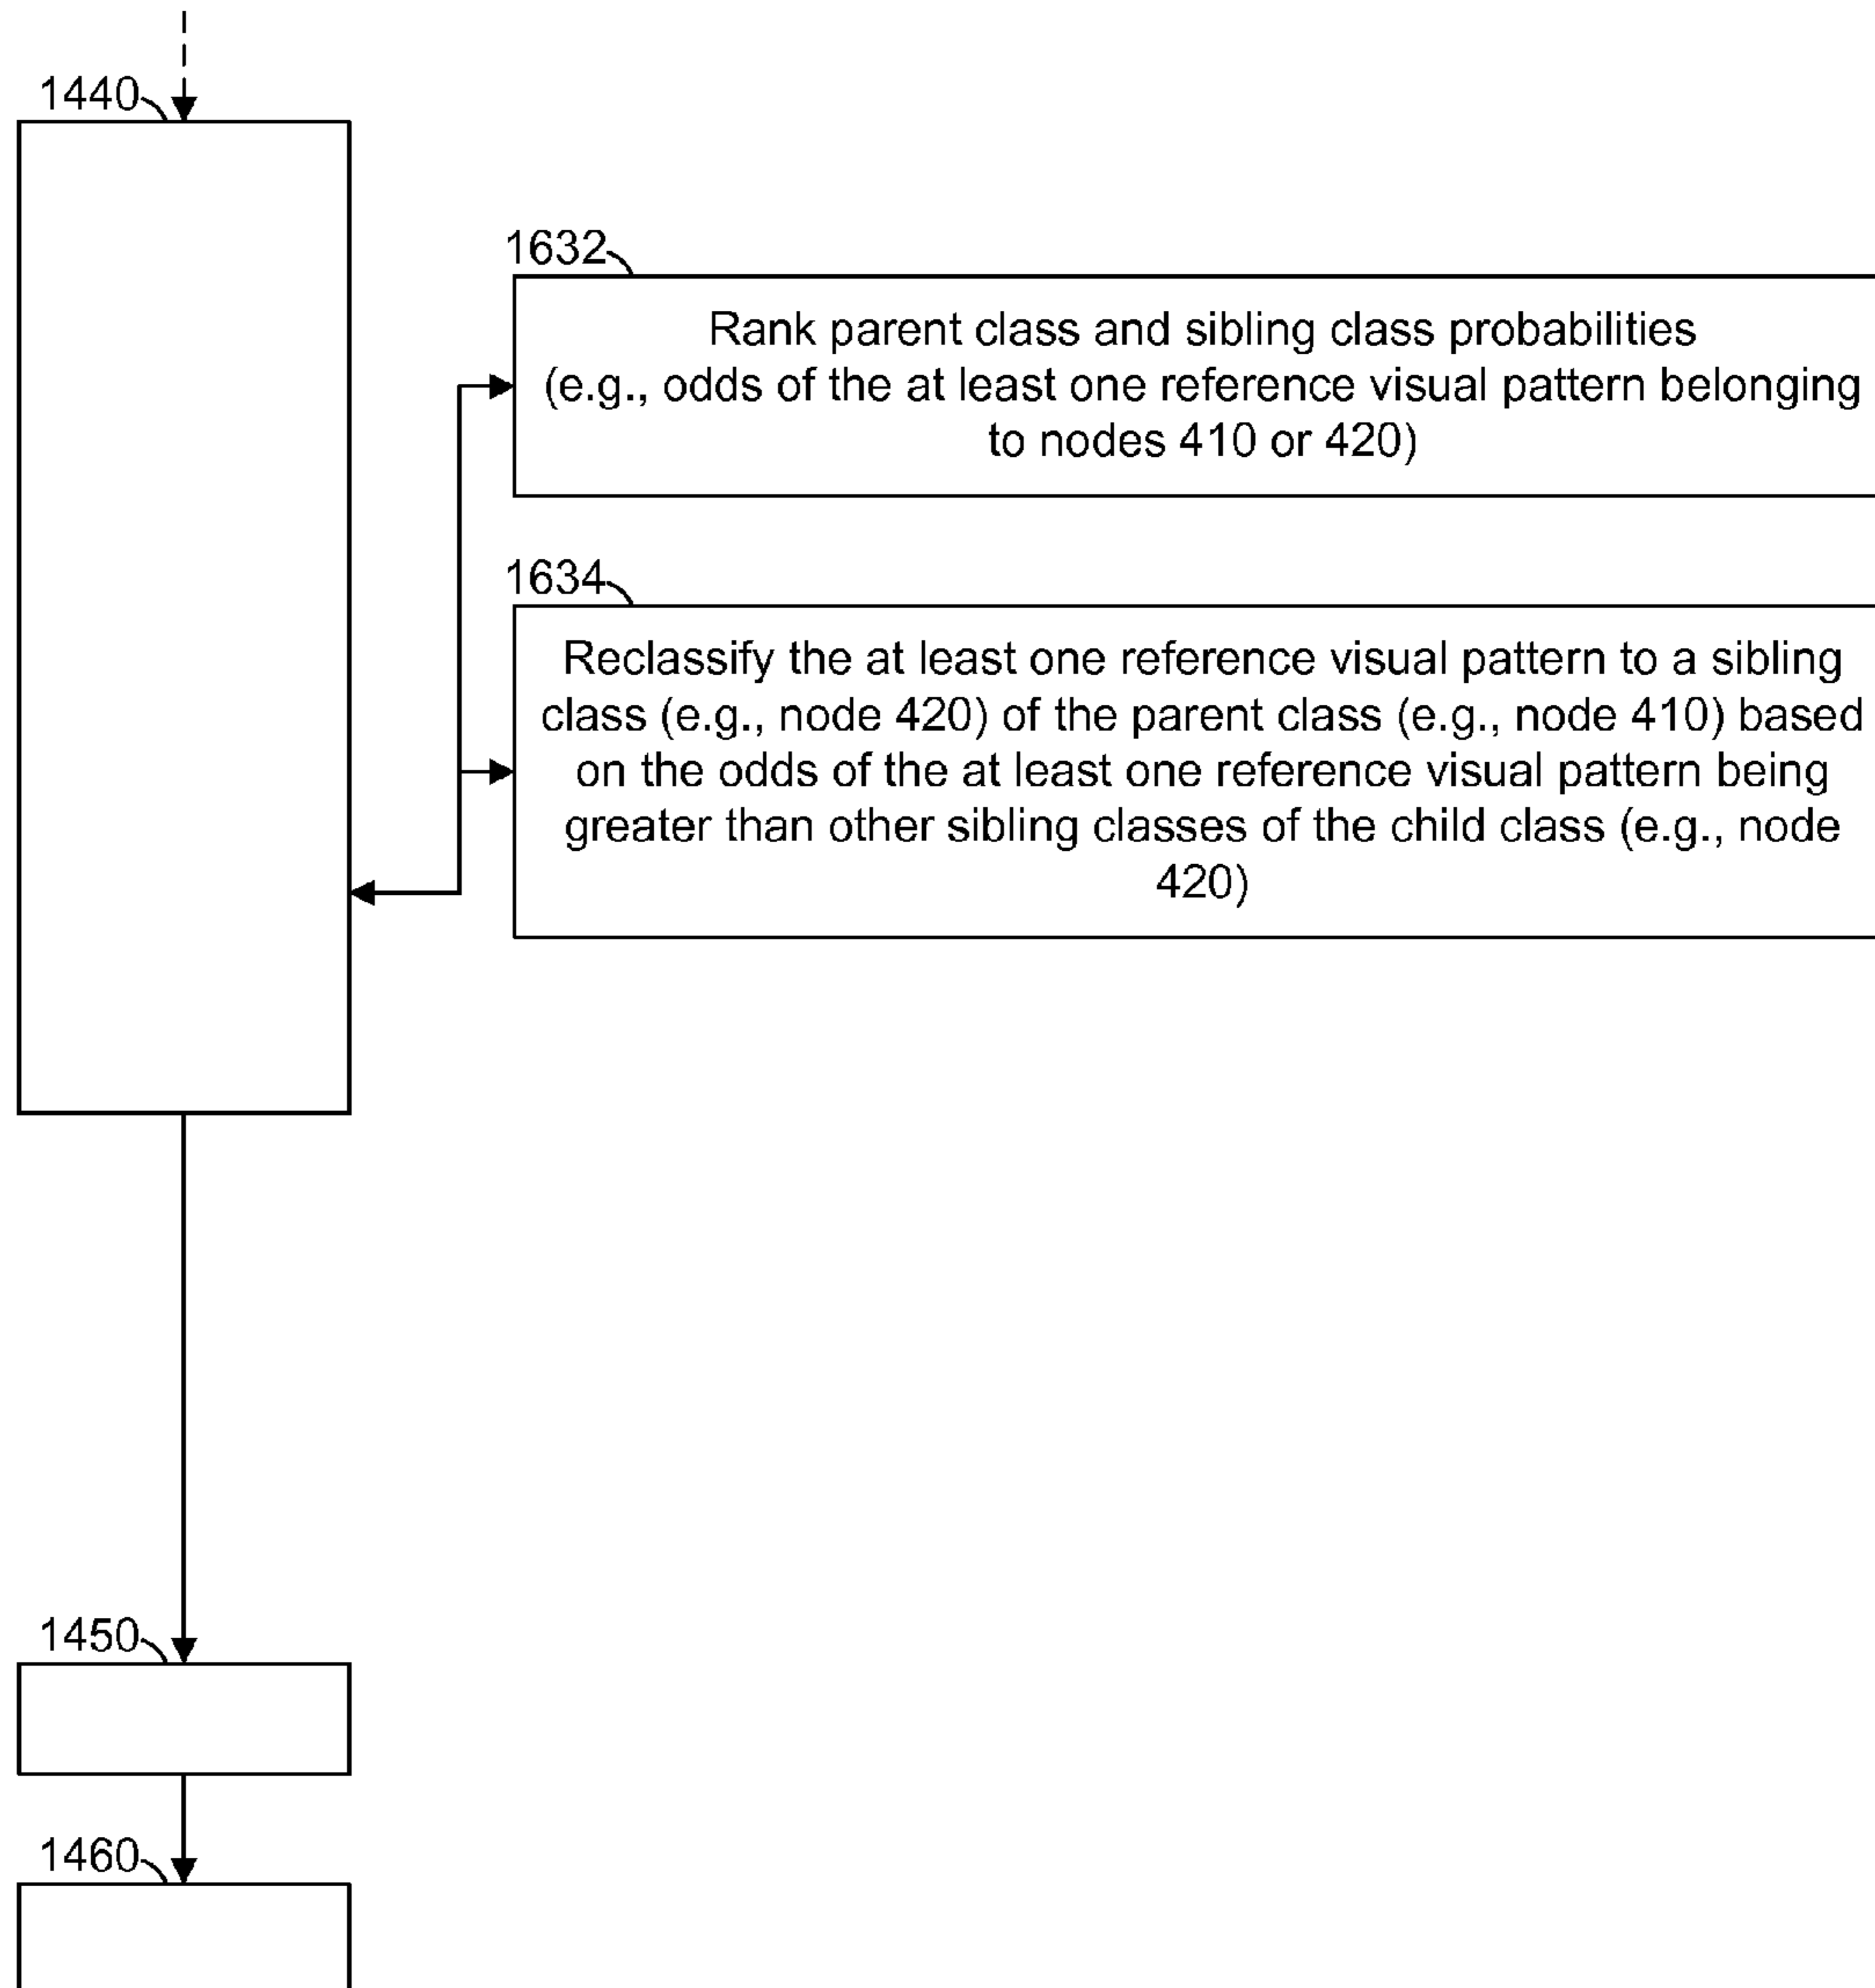 1440
1632
Rank parent class and sibling class probabilities
(e.g., odds of the at least one reference visual pattern belonging
to nodes 410 or 420)
1634
Reclassify the at least one reference visual pattern to a sibling
class (e.g., node 420) of the parent class (e.g., node 410) based
on the odds of the at least one reference visual pattern being
greater than other sibling classes of the child class (e.g., node
420)
1450
1460